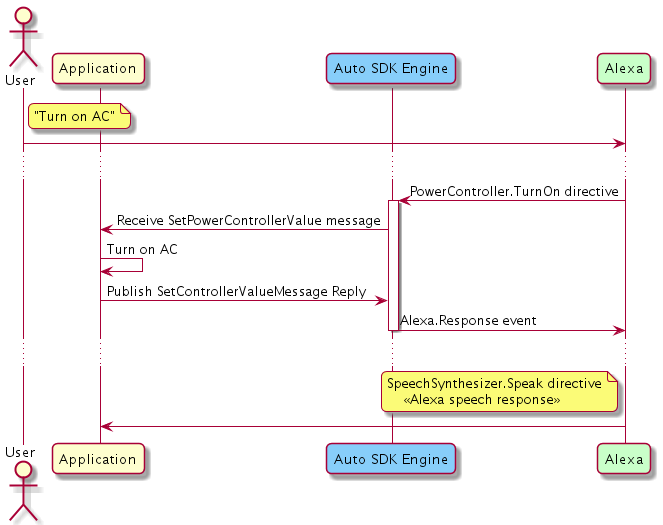 User
Application
Auto SDK Engine
Alexa
"Turn on AC"
PowerController.TurnOn directive
Receive SetPowerControllerValue message
Turn on AC
Publish SetControllerValueMessage Reply
Alexa.Response event
SpeechSynthesizer.Speak directive
«Alexa speech response»
User
Application
Auto SDK Engine
Alexa